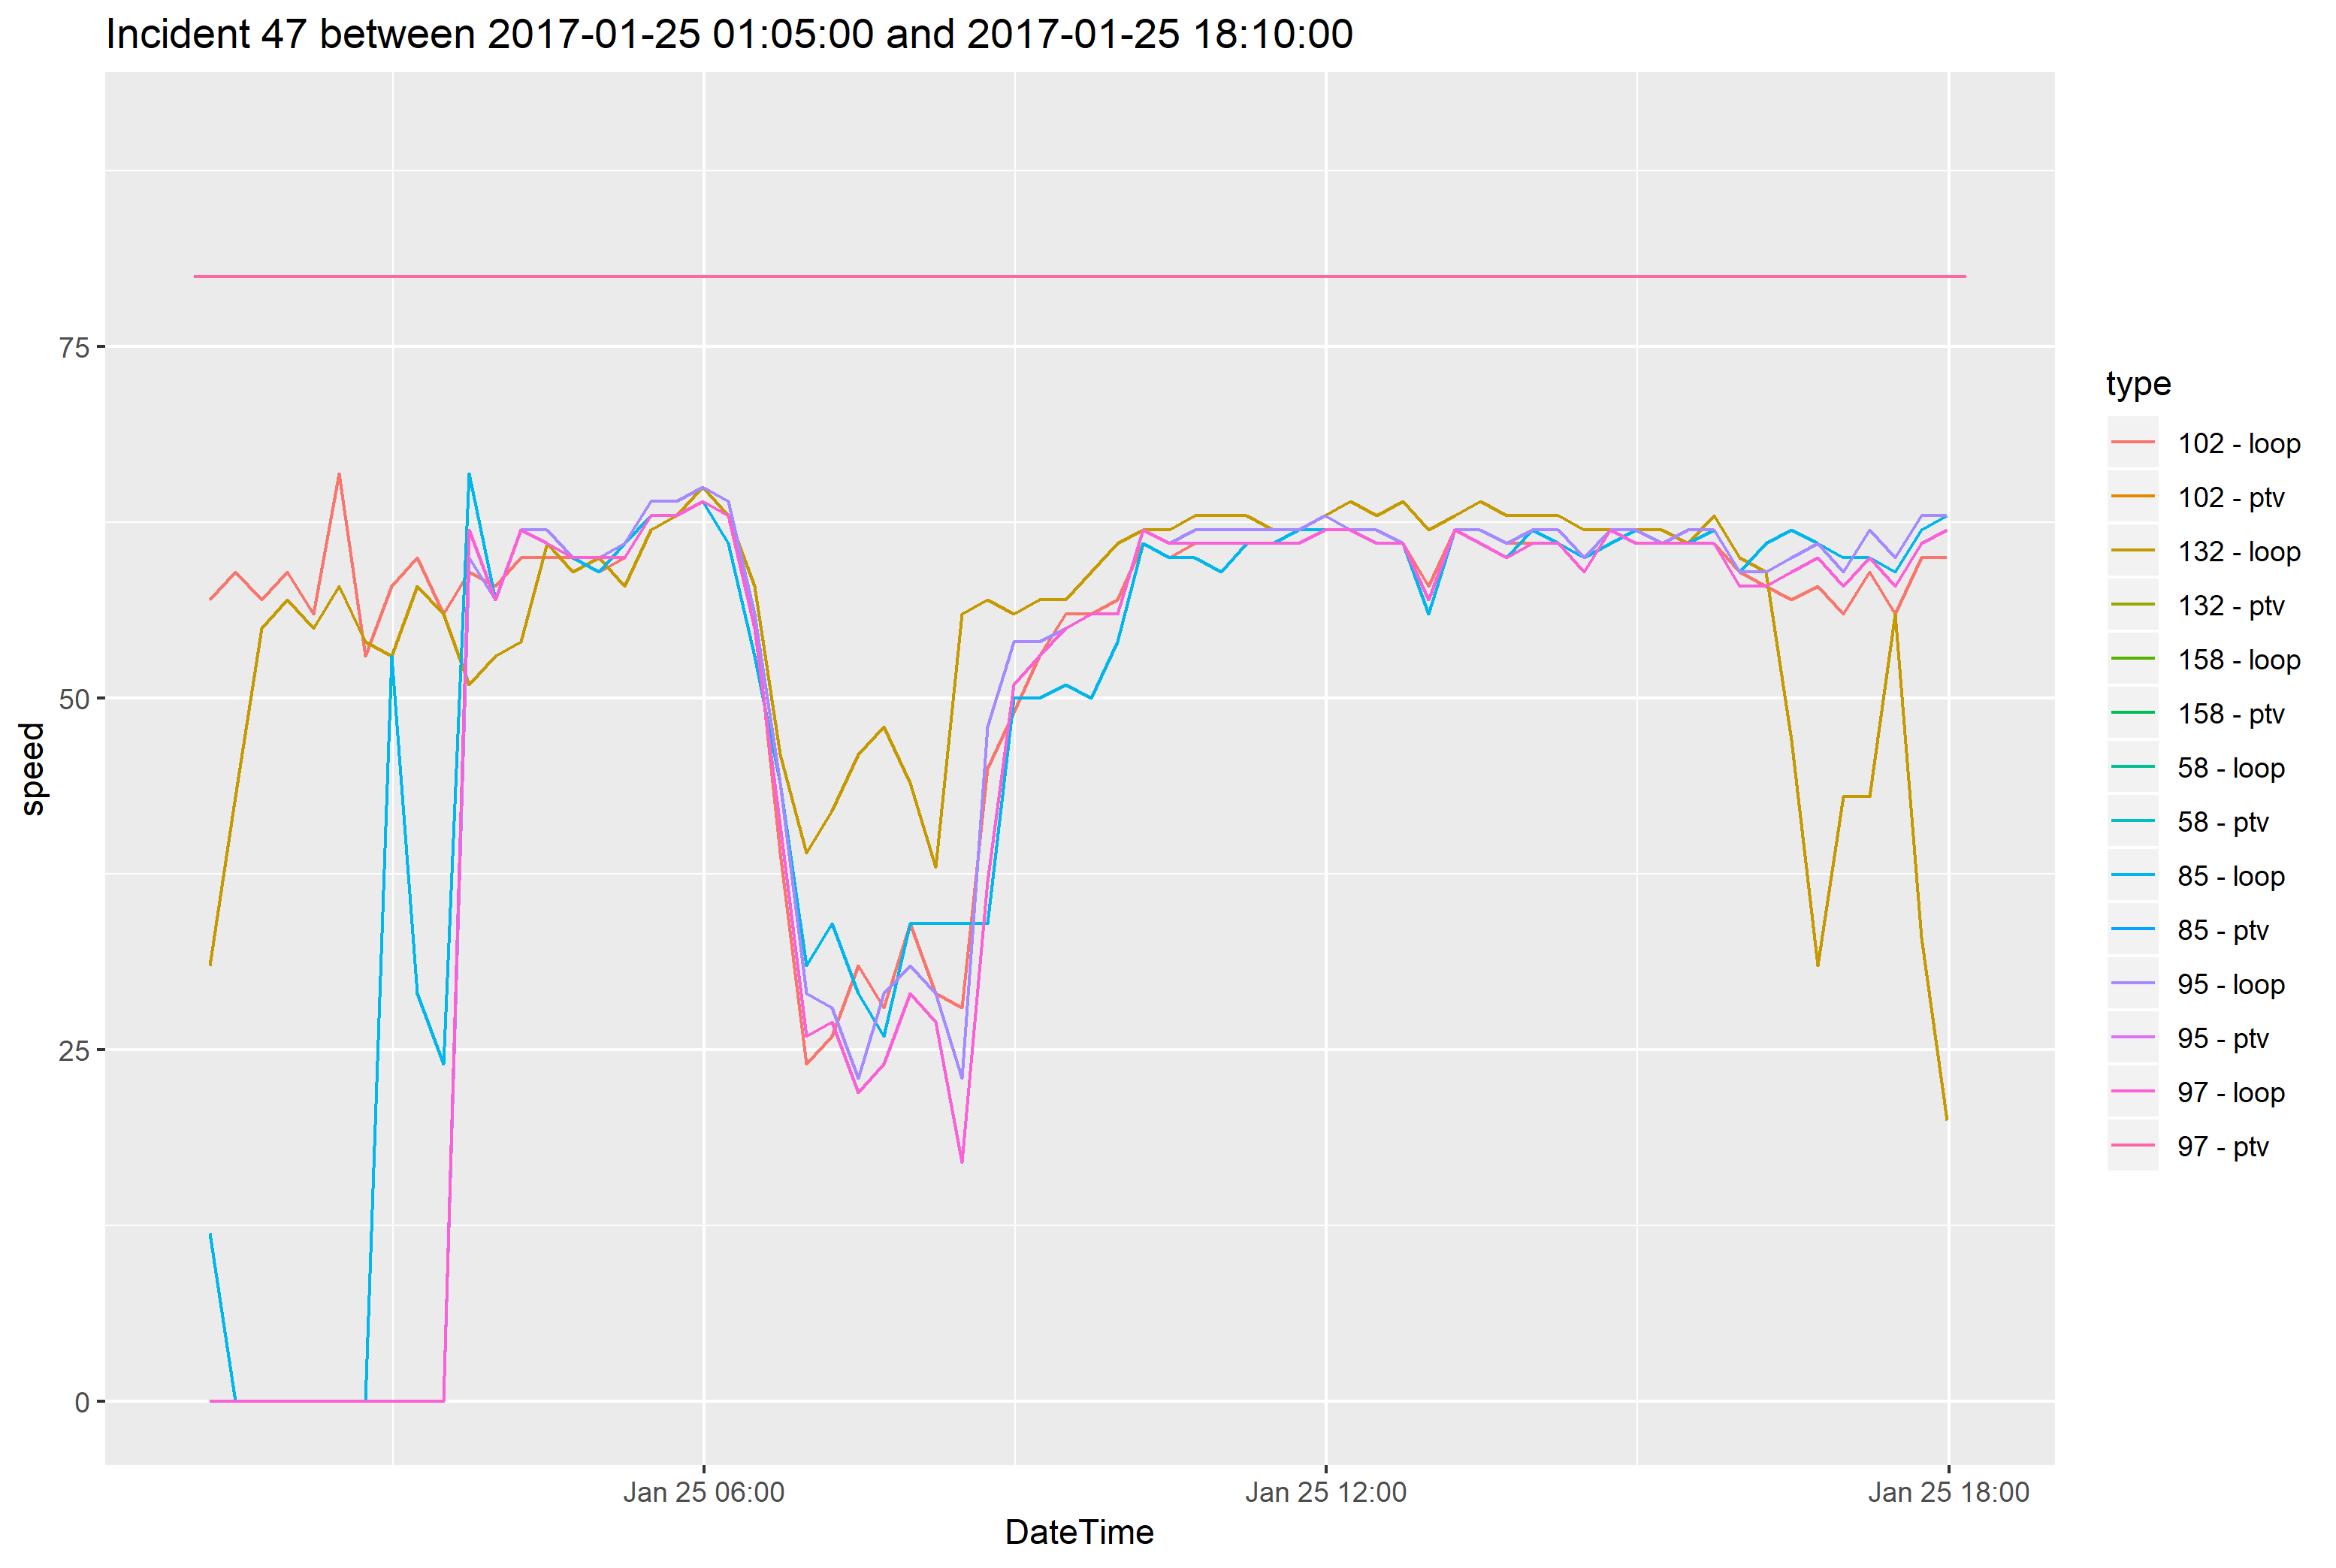 Incident 47 between 2017-01-25 01:05:00 and 2017-01-25 18:10:00
75
50
25
0
speed
Jan 25 06:00
Jan 25 12:00
Jan 25 18:00
DateTime
type
102 - loop
102 - ptv
132 - loop
132 - ptv
158 - loop
158 - ptv
58 - loop
58 - ptv
85 - loop
85 - ptv
95 - loop
95 - ptv
97 - loop
97 - ptv